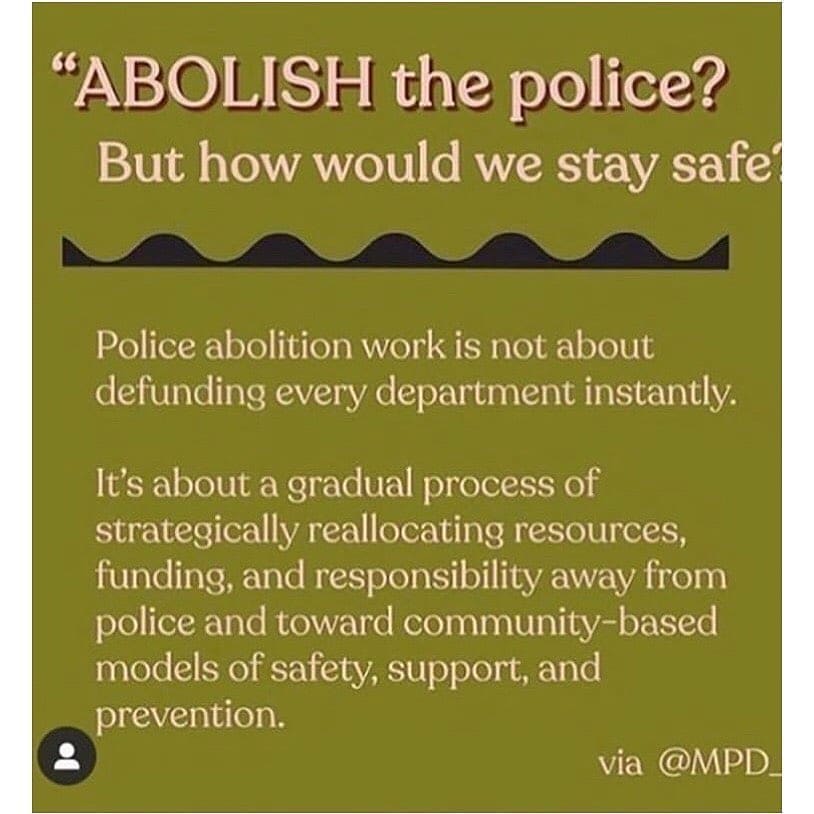 “ABOLISH the police?
But how would we stay safe?
Police abolition work is not about
defunding every department instantly.
It’s about a gradual process of
strategically reallocating resources,
funding, and responsibility away from
police and toward community-based
models of safety, support, and
prevention.
via @MPD_